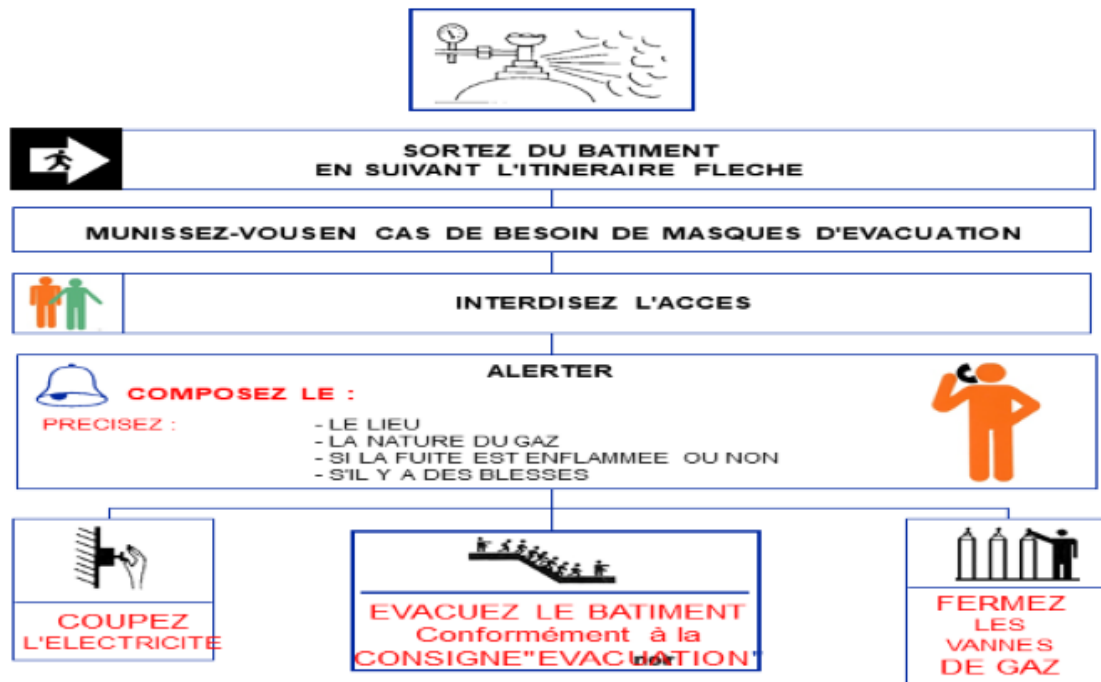 SORTEZ DU BATIMENT
EN SUIVANT L'ITINERAIRE FLECHE
MUNISSEZ-VOUSEN CAS DE BESOIN DE MASQUES D'EVACUATION
INTERDISEZ L'ACCES
ALERTER
COMPOSEZ LE :
PRECISEZ :
- LE LIEU
- LA NATURE DU GAZ
- SI LA FUITE EST ENFLAMMEE OU NON
- S'IL Y A DES BLESSES
COUPEZ
L'ELECTRICITE
EVACUEZ LE BATIMENT
Conformément à la
CONSIGNE"EVACUATION"
noir
FERMEZ
LES
VANNES
DE GAZ